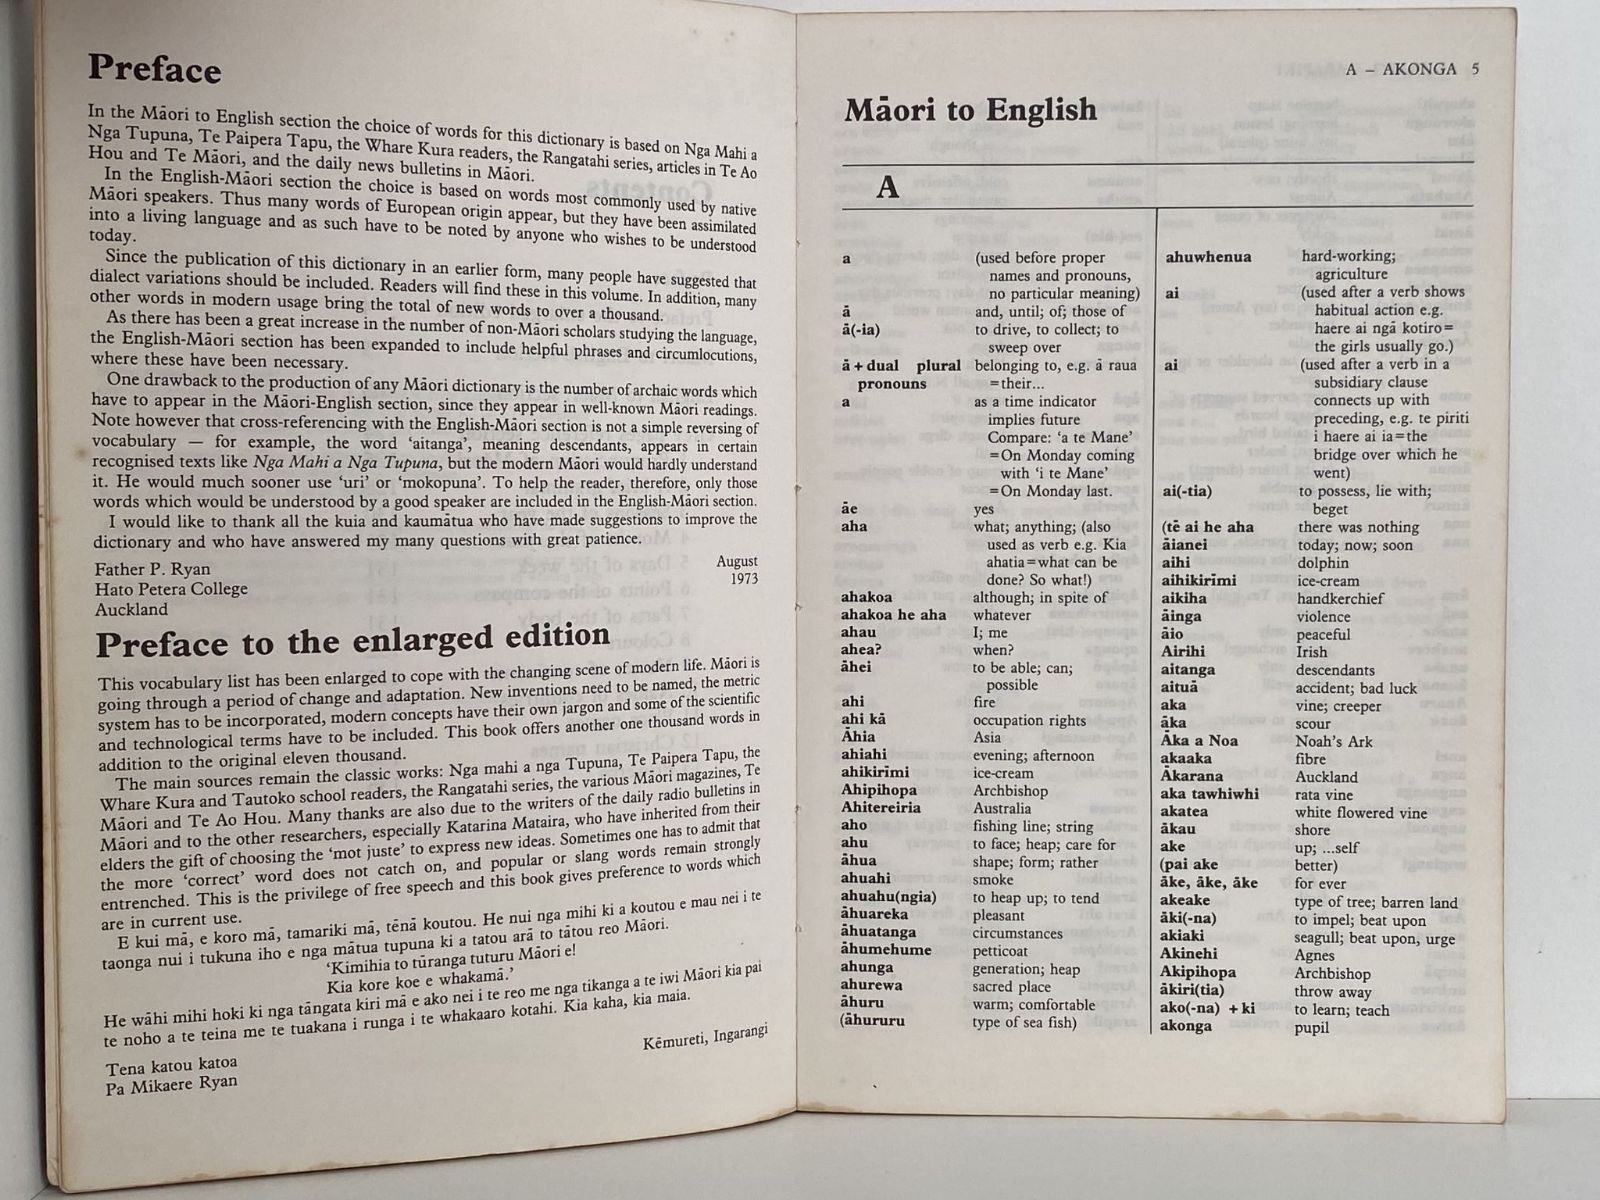 Preface
In the Māori to English section the choice of words for this dictionary is based on Nga Mahi a
Nga Tupuna, Te Paipera Tapu, the Whare Kura readers, the Rangatahi series, articles in Te Ao
Hou and Te Māori, and the daily news bulletins in Māori.
In the English-Māori section the choice is based on words most commonly used by native
Māori speakers. Thus many words of European origin appear, but they have been assimilated
into a living language and as such have to be noted by anyone who wishes to be understood
today.
Since the publication of this dictionary in an earlier form, many people have suggested that
dialect variations should be included. Readers will find these in this volume. In addition, many
other words in modern usage bring the total of new words to over a thousand.
As there has been a great increase in the number of non-Māori scholars studying the language,
the English-Māori section has been expanded to include helpful phrases and circumlocutions,
where these have been necessary.
One drawback to the production of any Māori dictionary is the number of archaic words which
have to appear in the Māori-English section, since they appear in well-known Māori readings.
Note however that cross-referencing with the English-Māori section is not a simple reversing of
vocabulary — for example, the word ‘aitanga’, meaning descendants, appears in certain
recognised texts like Nga Mahi a Nga Tupuna, but the modern Māori would hardly understand
it. He would much sooner use ‘uri’ or ‘mokopuna’. To help the reader, therefore, only those
words which would be understood by a good speaker are included in the English-Māori section.
I would like to thank all the kuia and kaumātua who have made suggestions to improve the
dictionary and who have answered my many questions with great patience.
Father P. Ryan August
Hato Petera College 1973
Auckland
Preface to the enlarged edition
This vocabulary list has been enlarged to cope with the changing scene of modern life. Māori is
going through a period of change and adaptation. New inventions need to be named, the metric
system has to be incorporated, modern concepts have their own jargon and some of the scientific
and technological terms have to be included. This book offers another one thousand words in
addition to the original eleven thousand.
The main sources remain the classic works: Nga mahi a nga Tupuna, Te Paipera Tapu, the
Whare Kura and Tautoko school readers, the Rangatahi series, the various Māori magazines, Te
Māori and Te Ao Hou. Many thanks are also due to the writers of the daily radio bulletins in
Māori and to the other researchers, especially Katarina Mataira, who have inherited from their
elders the gift of choosing the ‘mot juste’ to express new ideas. Sometimes one has to admit that
the more ‘correct’ word does not catch on, and popular or slang words remain strongly
entrenched. This is the privilege of free speech and this book gives preference to words which
are in current use.
E kui mā, e koro mā, tamariki mā, tēnā koutou. He nui nga mihi ki a koutou e mau nei i te
taonga nui i tukuna iho e nga mātua tupuna ki a tatou arā to tātou reo Māori.
‘Kimihia to tūranga tuturu Māori e!
Kia kore koe e whakamā.’
He wāhi mihi hoki ki nga tāngata kiri mā e ako nei i te reo me nga tikanga a te iwi Māori kia pai
te noho a te teina me te tuakana i runga i te whakaaro kotahi. Kia kaha, kia maia.
Kēmureti, Ingarangi
Tena katou katoa
Pa Mikaere Ryan
A – AKONGA 5
Māori to English
A
a (used before proper
names and pronouns,
no particular meaning)
ā and, until; of; those of
ā(-ia) to drive, to collect; to
sweep over
ā + dual plural belonging to, e.g. ā raua
pronouns =their...
a as a time indicator
implies future
Compare: ‘a te Mane’
=On Monday coming
with ‘i te Mane’
=On Monday last.
āe yes
aha what; anything; (also
used as verb e.g. Kia
ahatia=what can be
done? So what!)
ahakoa although; in spite of
ahakoa he aha whatever
ahau I; me
ahea? when?
āhei to be able; can;
possible
ahi fire
ahi kā occupation rights
Āhia Asia
ahiahi evening; afternoon
ahikirīmi ice-cream
Ahipihopa Archbishop
Ahitereiria Australia
aho fishing line; string
ahu to face; heap; care for
āhua shape; form; rather
ahuahi smoke
ahuahu(ngia) to heap up; to tend
āhuareka pleasant
āhuatanga circumstances
āhumehume petticoat
ahunga generation; heap
ahurewa sacred place
āhuru warm; comfortable
(āhururu type of sea fish)
ahuwhenua hard-working;
agriculture
ai (used after a verb shows
habitual action e.g.
haere ai ngā kotiro=
the girls usually go.)
ai (used after a verb in a
subsidiary clause
connects up with
preceding, e.g. te piriti
i haere ai ia=the
bridge over which he
went)
ai(-tia) to possess, lie with;
beget
(tē ai he aha there was nothing
āianei today; now; soon
aihi dolphin
aihikirīmi ice-cream
aikiha handkerchief
āinga violence
āio peaceful
Airihi Irish
aitanga descendants
aituā accident; bad luck
aka vine; creeper
āka scour
Āka a Noa Noah's Ark
akaaka fibre
Ākarana Auckland
aka tawhiwhi rata vine
akatea white flowered vine
ākau shore
ake up; ...self
(pai ake better)
āke, āke, āke for ever
akeake type of tree; barren land
āki(-na) to impel; beat upon
akiaki seagull; beat upon, urge
Akinehi Agnes
Akipihopa Archbishop
ākiri(tia) throw away
ako(-na) + ki to learn; teach
akonga pupil